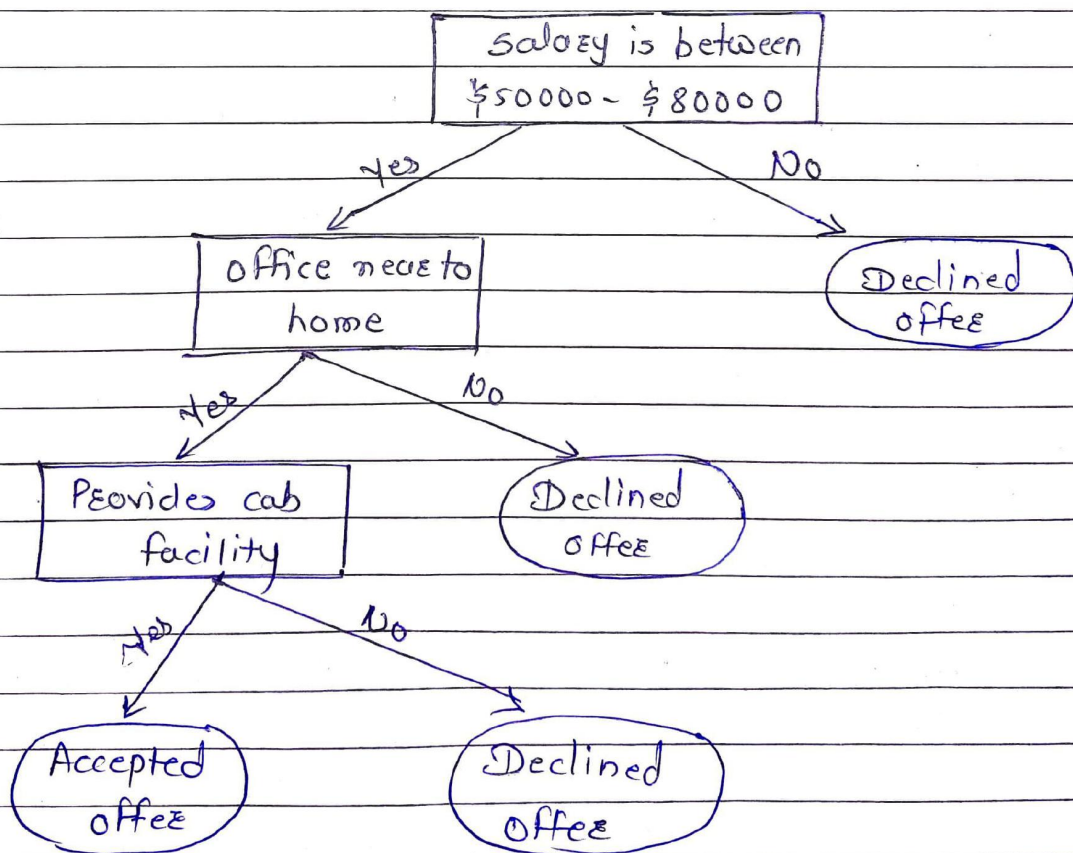 Salary is between
$50000 - $80000
Yes
No
Office near to
home
Declined
offer
Yes
No
Provides cab
facility
Declined
offer
Yes
No
Accepted
offer
Declined
offer